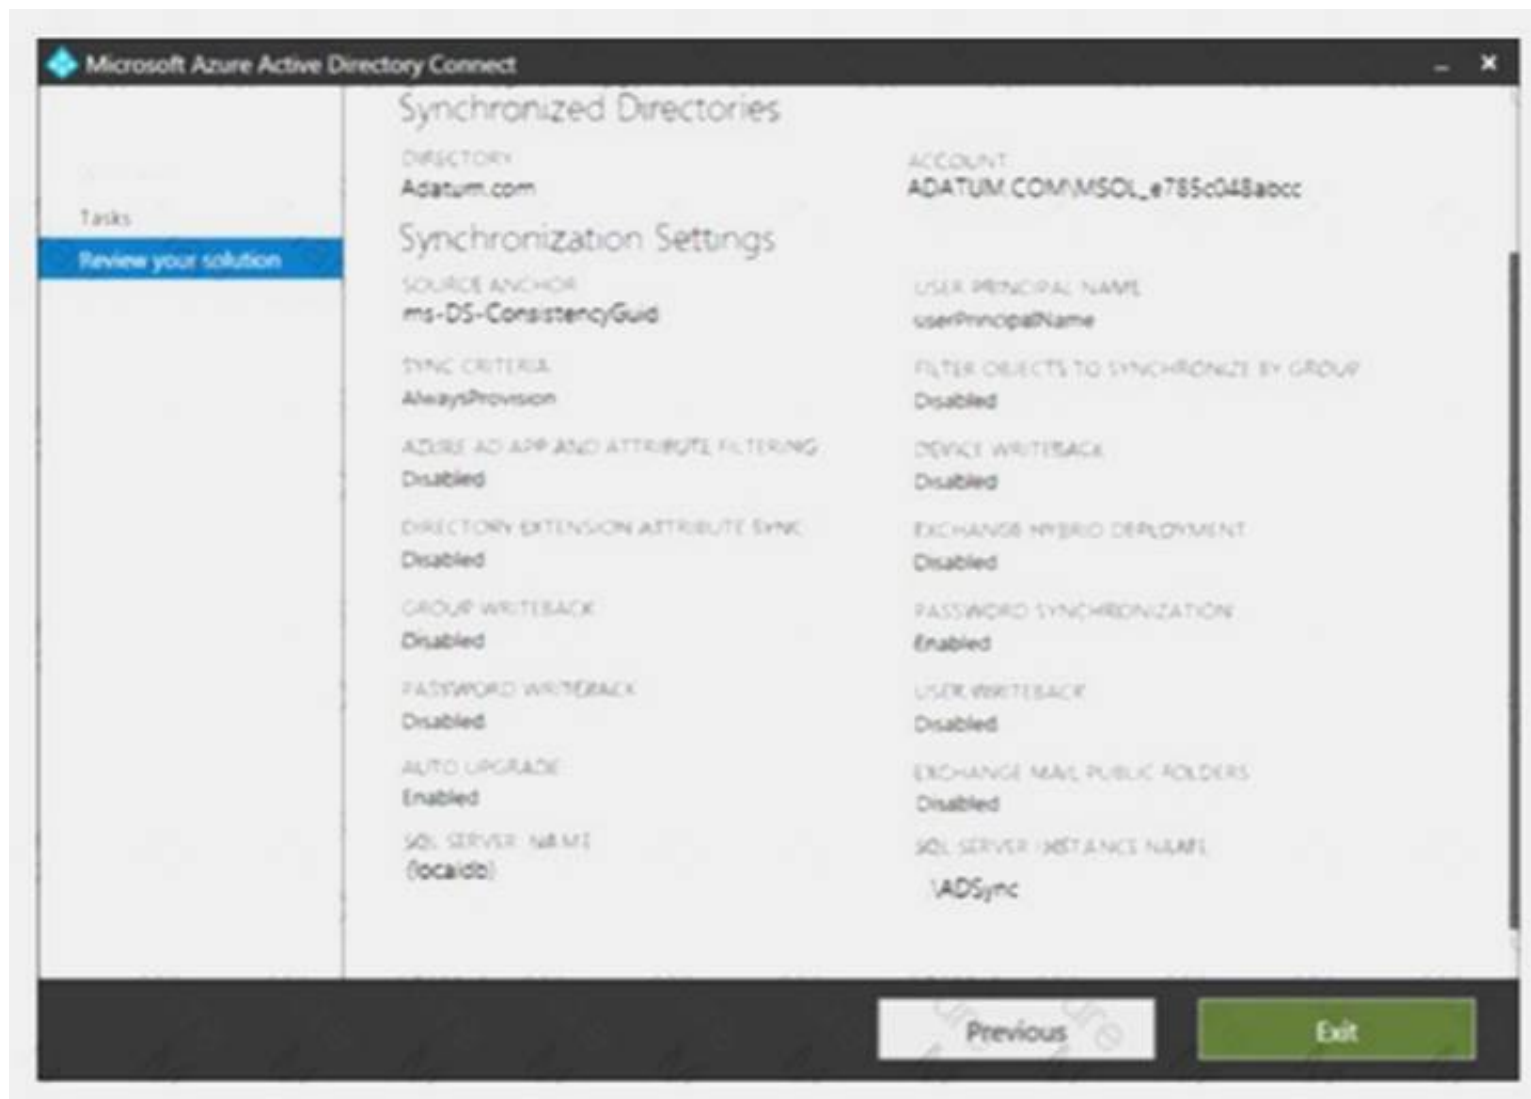 Microsoft Azure Active Directory Connect
Synchronized Directories
DIRECTORY
ACCOUNT
Adatum.com
ADATUM.COM\MSOL_e785c048abcc
Tasks
Review your solution
Synchronization Settings
SOURCE ANCHOR
USER PRINCIPAL NAME
ms-DS-ConsistencyGuid
userPrincipalName
SYNC CRITERIA
FILTER OBJECTS TO SYNCHRONIZE BY GROUP
AlwaysProvision
Disabled
AZURE AD APP AND ATTRIBUTE FILTERING
DEVICE WRITEBACK
Disabled
Disabled
DIRECTORY EXTENSION ATTRIBUTE SYNC
EXCHANGE HYBRID DEPLOYMENT
Disabled
Disabled
GROUP WRITEBACK
PASSWORD SYNCHRONIZATION
Disabled
Enabled
PASSWORD WRITEBACK
USER WRITEBACK
Disabled
Disabled
AUTO UPGRADE
EXCHANGE MAIL PUBLIC FOLDERS
Enabled
Disabled
SQL SERVER NAME
SQL SERVER INSTANCE NAME
(localdb)
.\ADSync
Previous
Exit